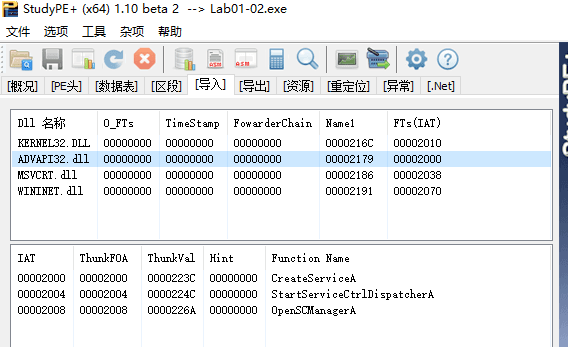 StudyPE+ (x64) 1.10 beta 2 --> Lab01-02.exe
文件 选项 工具 杂项 关于
ASM ASM
[概况] [PE头] [数据表] [区段] [导入] [导出] [资源] [重定位] [异常] [.Net]
Dll 名称 O_FTs TimeStamp FowarderChain Name1 FTs(IAT)
KERNEL32.DLL 00000000 00000000 00000000 0000216C 00002010
ADVAPI32.dll 00000000 00000000 00000000 00002179 00002000
MSVCRT.dll 00000000 00000000 00000000 00002186 00002038
WININET.dll 00000000 00000000 00000000 00002191 00002070
IAT ThunkFOA ThunkVal Hint Function Name
00002000 00002000 0000223C 00000000 CreateServiceA
00002004 00002004 0000224C 00000000 StartServiceCtrlDispatcherA
00002008 00002008 0000226A 00000000 OpenSCManagerA
StudyPE+